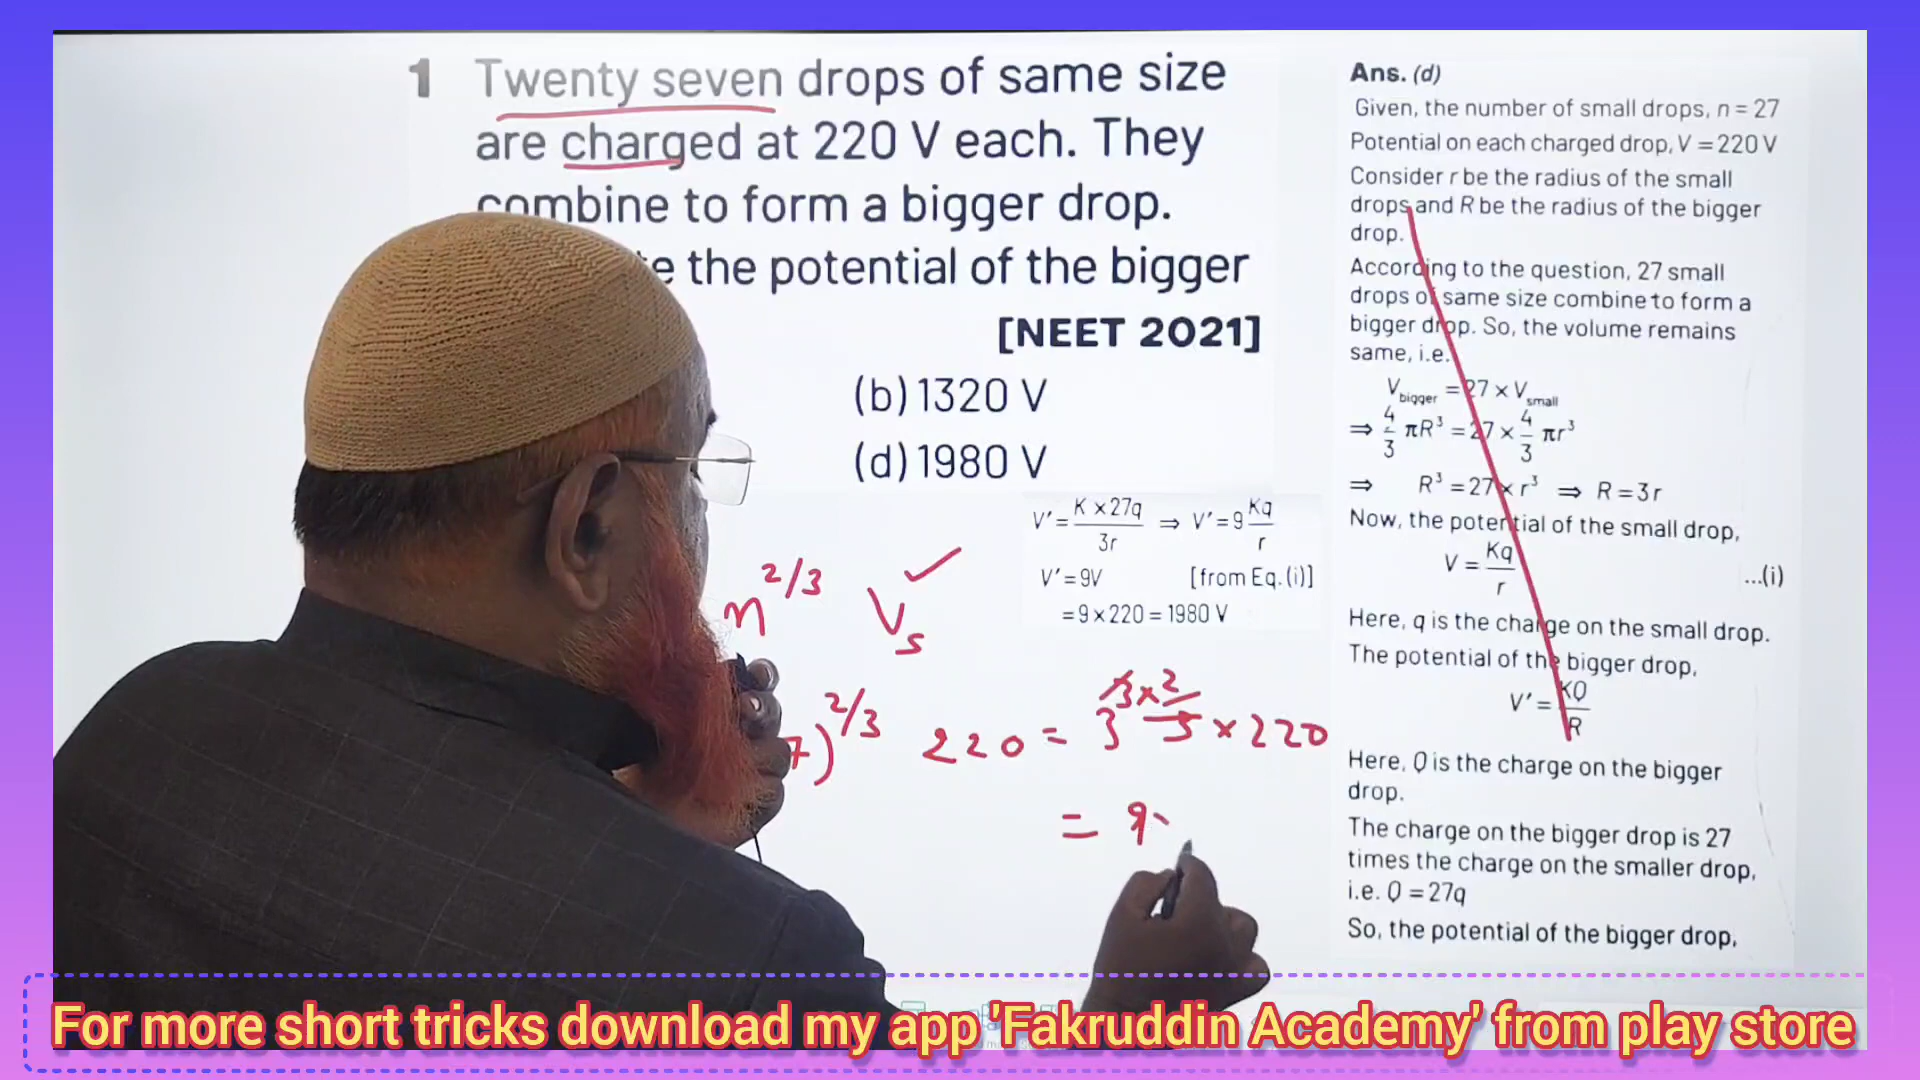 1 Twenty seven drops of same size
are charged at 220 V each. They
combine to form a bigger drop.
the potential of the bigger
[NEET 2021]
(b) 1320 V
(d) 1980 V
V' = K × 27q / 3r ⇒ V' = 9 Kq / r
V' = 9V [from Eq. (i)]
= 9 × 220 = 1980 V
n^2/3 V_s ✓
7)^2/3 220 = 3^3×2/3 × 220
= 9
Ans. (d)
Given, the number of small drops, n = 27
Potential on each charged drop, V = 220 V
Consider r be the radius of the small
drops and R be the radius of the bigger
drop.
According to the question, 27 small
drops of same size combine to form a
bigger drop. So, the volume remains
same, i.e.
V_bigger = 27 × V_small
⇒ 4/3 πR³ = 27 × 4/3 πr³
⇒ R³ = 27 × r³ ⇒ R = 3r
Now, the potential of the small drop,
V = Kq / r ...(i)
Here, q is the charge on the small drop.
The potential of the bigger drop,
V' = KQ / R
Here, Q is the charge on the bigger
drop.
The charge on the bigger drop is 27
times the charge on the smaller drop,
i.e. Q = 27q
So, the potential of the bigger drop,
For more short tricks download my app 'Fakruddin Academy' from play store